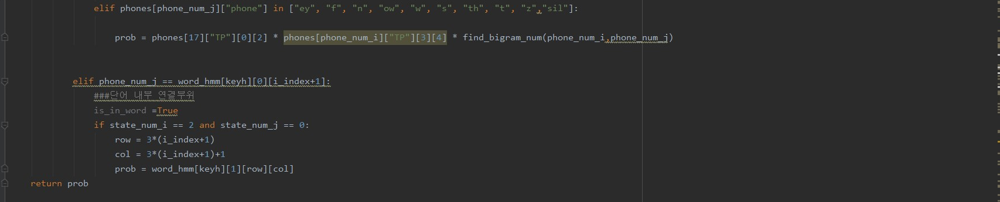 elif phones[phone_num_j]["phone"] in ["ey", "f", "n", "ow", "w", "s", "th", "t", "z","sil"]:
prob = phones[17]["TP"][0][2] * phones[phone_num_i]["TP"][3][4] * find_bigram_num(phone_num_i,phone_num_j)
elif phone_num_j == word_hmm[keyh][0][i_index+1]:
###단어 내부 연결부위
is_in_word =True
if state_num_i == 2 and state_num_j == 0:
row = 3*(i_index+1)
col = 3*(i_index+1)+1
prob = word_hmm[keyh][1][row][col]
return prob